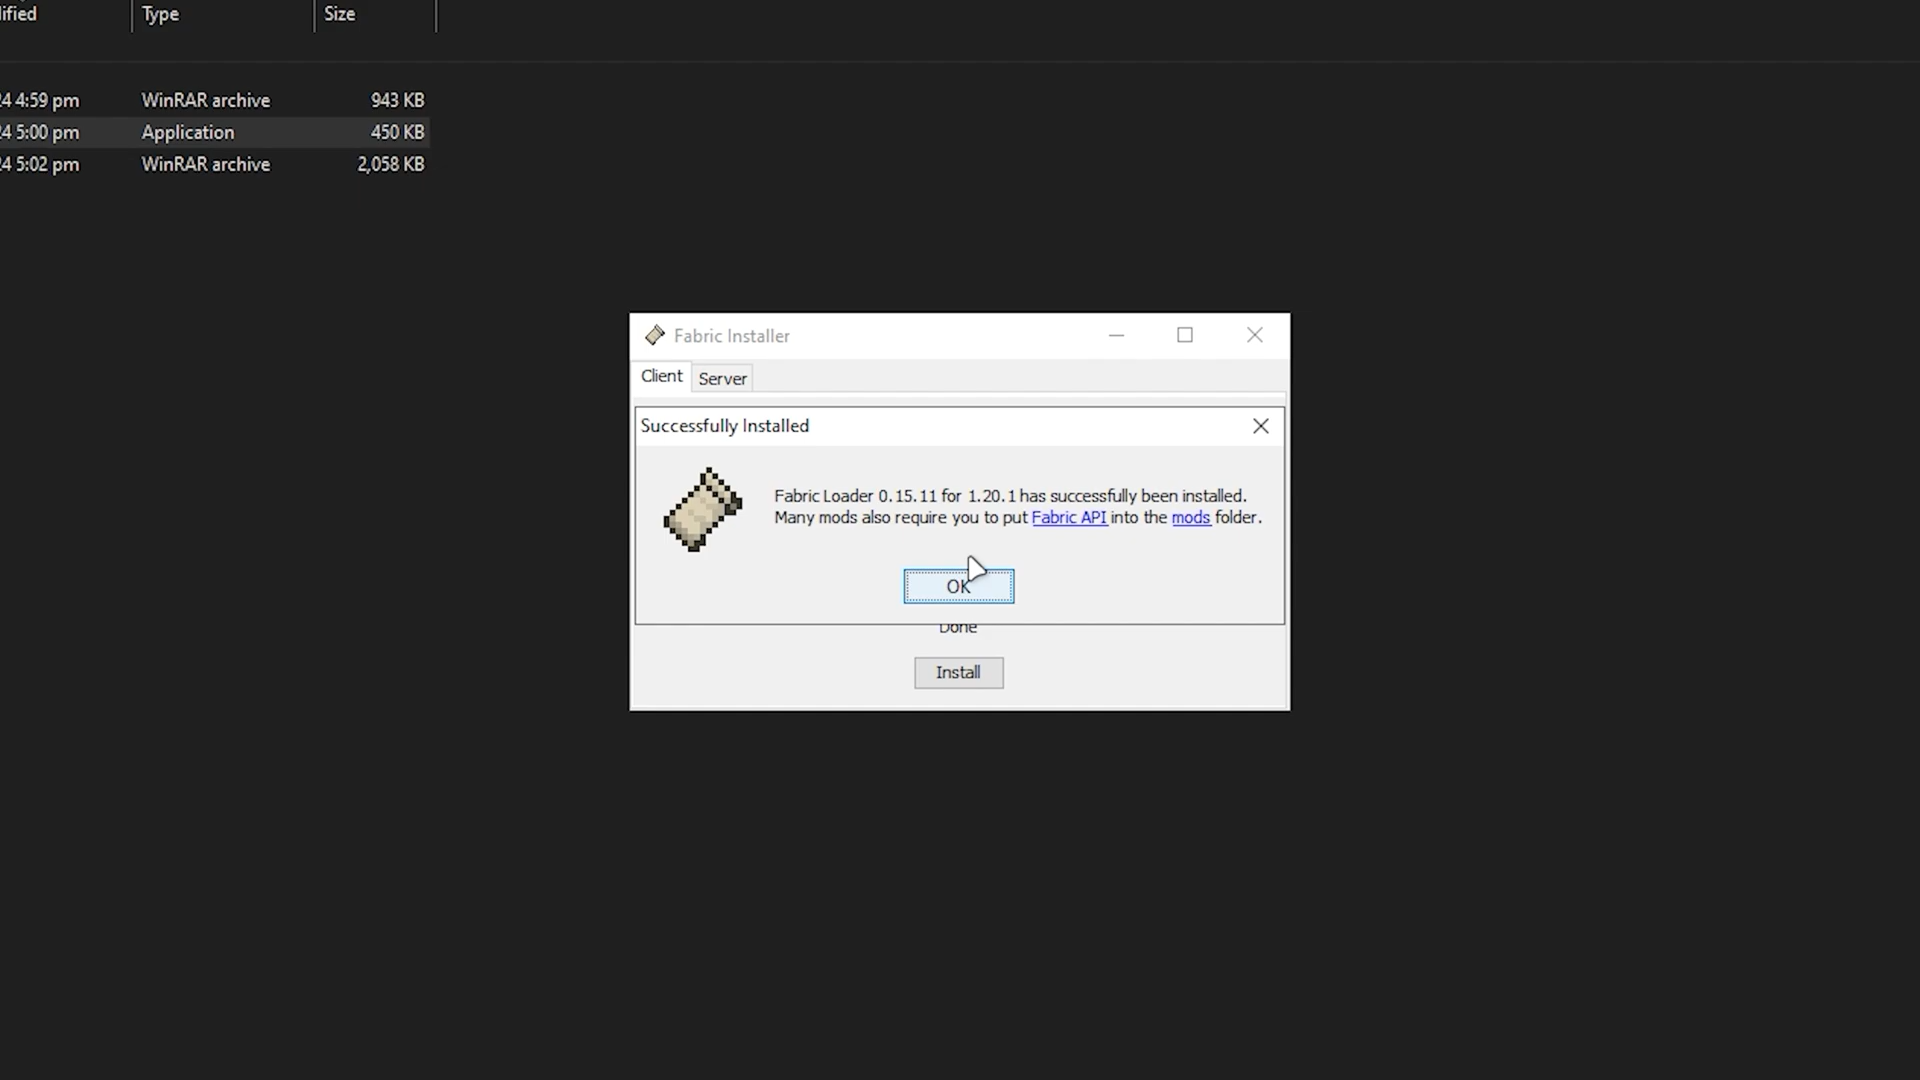 ified Type Size
24 4:59 pm WinRAR archive 943 KB
24 5:00 pm Application 450 KB
24 5:02 pm WinRAR archive 2,058 KB
Fabric Installer
Client Server
Successfully Installed
Fabric Loader 0.15.11 for 1.20.1 has successfully been installed.
Many mods also require you to put Fabric API into the mods folder.
OK
Done
Install